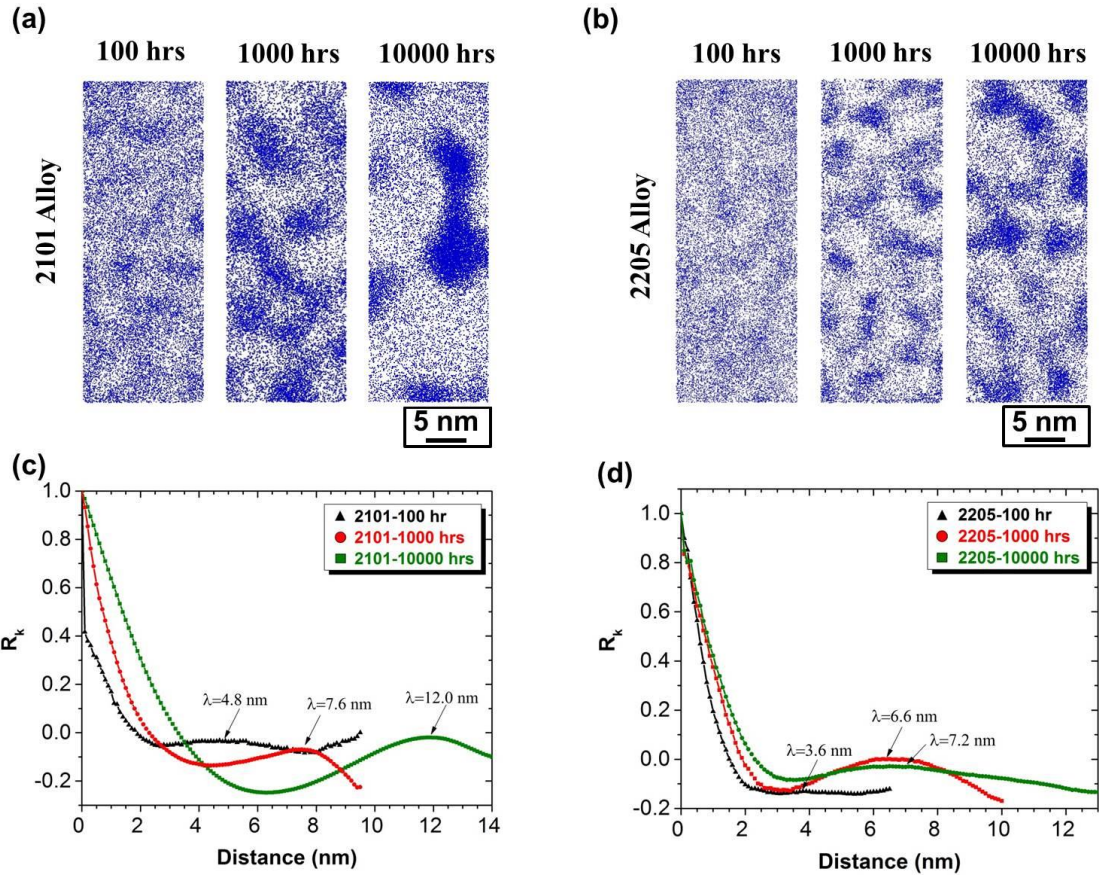 (a)
100 hrs 1000 hrs 10000 hrs
2101 Alloy
5 nm
(b)
100 hrs 1000 hrs 10000 hrs
2205 Alloy
5 nm
(c)
1.0
0.8
0.6
0.4
0.2
0.0
-0.2
R_k
2101-100 hr
2101-1000 hrs
2101-10000 hrs
λ=4.8 nm
λ=7.6 nm
λ=12.0 nm
0 2 4 6 8 10 12 14
Distance (nm)
(d)
1.0
0.8
0.6
0.4
0.2
0.0
-0.2
R_k
2205-100 hr
2205-1000 hrs
2205-10000 hrs
λ=3.6 nm
λ=6.6 nm
λ=7.2 nm
0 2 4 6 8 10 12
Distance (nm)